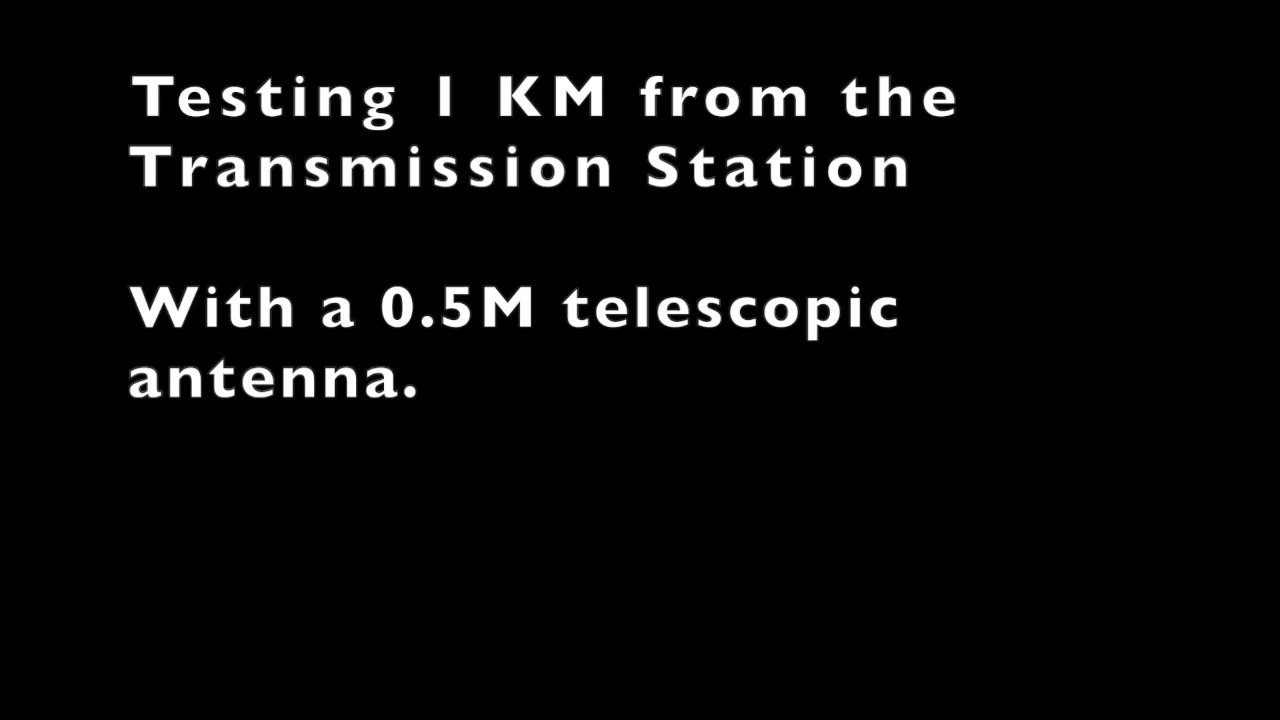 Testing 1 KM from the
Transmission Station
With a 0.5M telescopic
antenna.